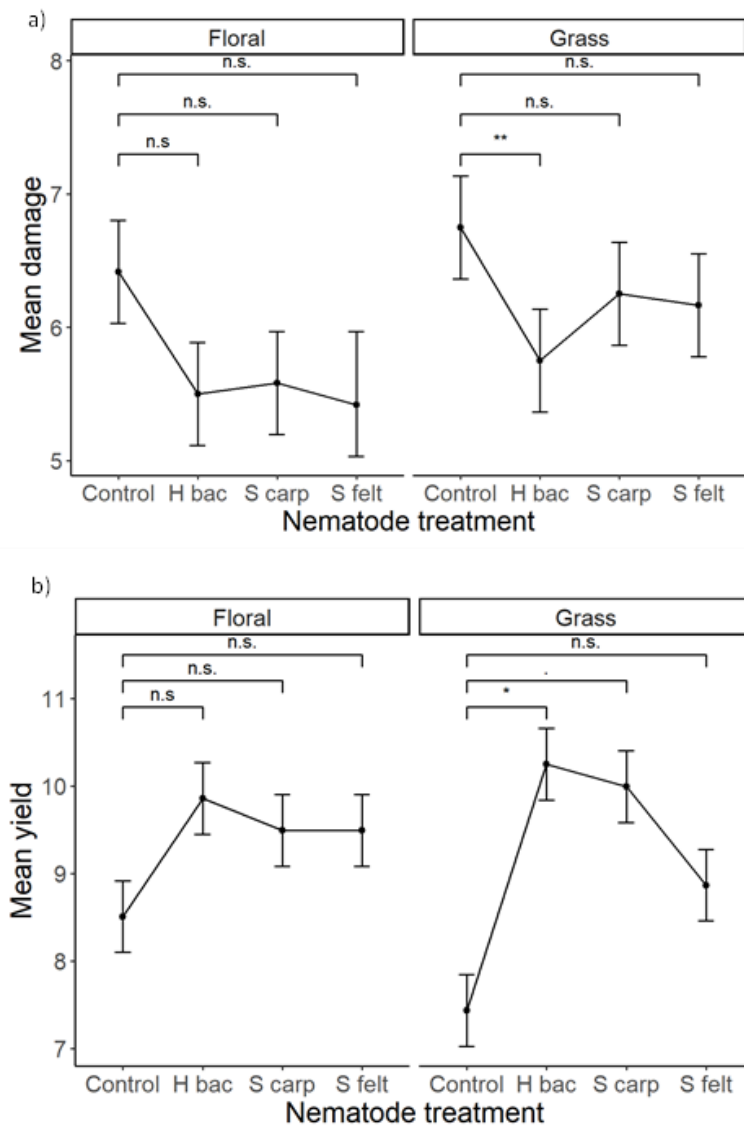 a)
Floral
Grass
n.s.
n.s.
n.s
n.s.
n.s.
**
8
7
6
5
Mean damage
Control H bac S carp S felt
Control H bac S carp S felt
Nematode treatment
b)
Floral
Grass
n.s.
n.s.
n.s
n.s.
.
*
11
10
9
8
7
Mean yield
Control H bac S carp S felt
Control H bac S carp S felt
Nematode treatment